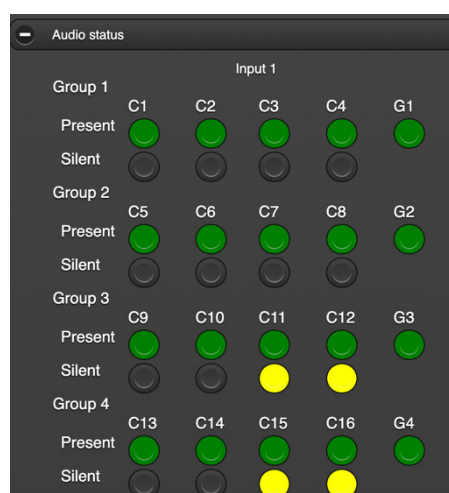 Audio status
Input 1
Group 1
C1 C2 C3 C4 G1
Present
Silent
Group 2
C5 C6 C7 C8 G2
Present
Silent
Group 3
C9 C10 C11 C12 G3
Present
Silent
Group 4
C13 C14 C15 C16 G4
Present
Silent